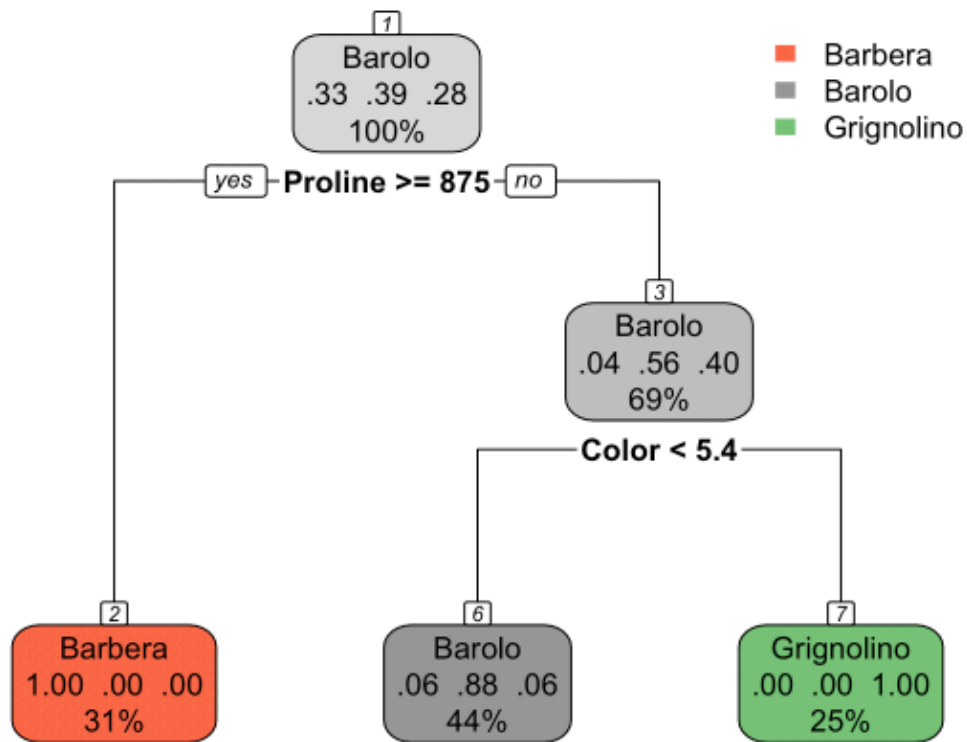 1
Barolo
.33 .39 .28
100%
Barbera
Barolo
Grignolino
yes Proline >= 875 no
3
Barolo
.04 .56 .40
69%
Color < 5.4
2
Barbera
1.00 .00 .00
31%
6
Barolo
.06 .88 .06
44%
7
Grignolino
.00 .00 1.00
25%